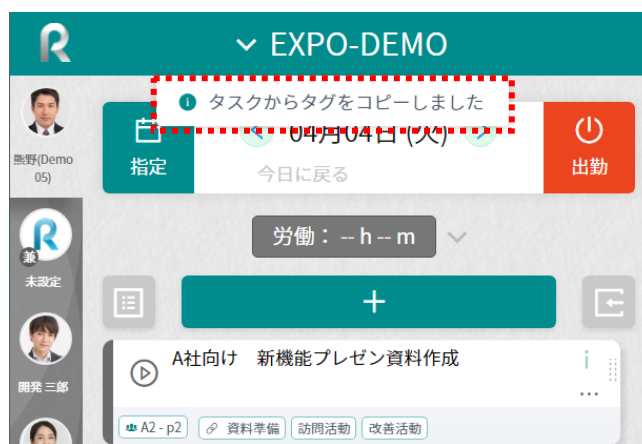 R
EXPO-DEMO
タスクからタグをコピーしました
熊野(Demo
05)
指定
04月04日 (火)
今日に戻る
出勤
R
兼
未設定
労働： -- h -- m
+
開発 三郎
A社向け　新機能プレゼン資料作成
i
...
A2 - p2
資料準備
訪問活動
改善活動